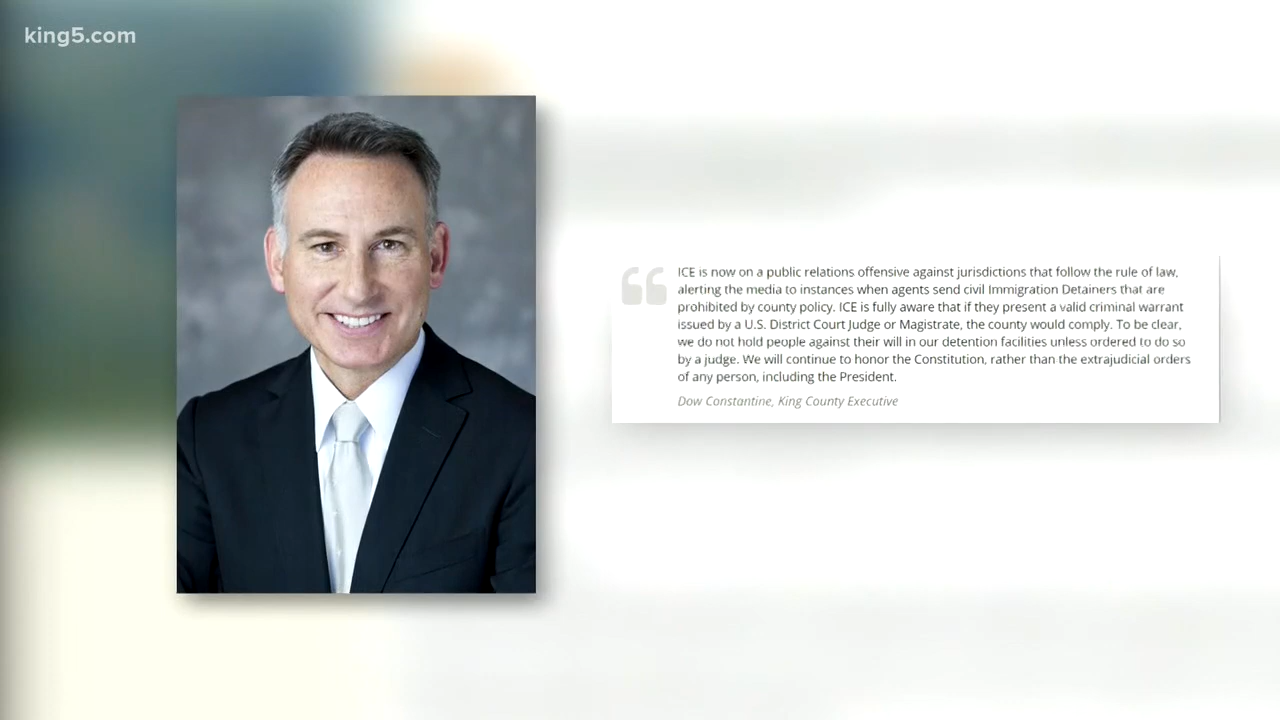 king5.com
ICE is now on a public relations offensive against jurisdictions that follow the rule of law,
alerting the media to instances when agents send civil Immigration Detainers that are
prohibited by county policy. ICE is fully aware that if they present a valid criminal warrant
issued by a U.S. District Court Judge or Magistrate, the county would comply. To be clear,
we do not hold people against their will in our detention facilities unless ordered to do so
by a judge. We will continue to honor the Constitution, rather than the extrajudicial orders
of any person, including the President.
Dow Constantine, King County Executive